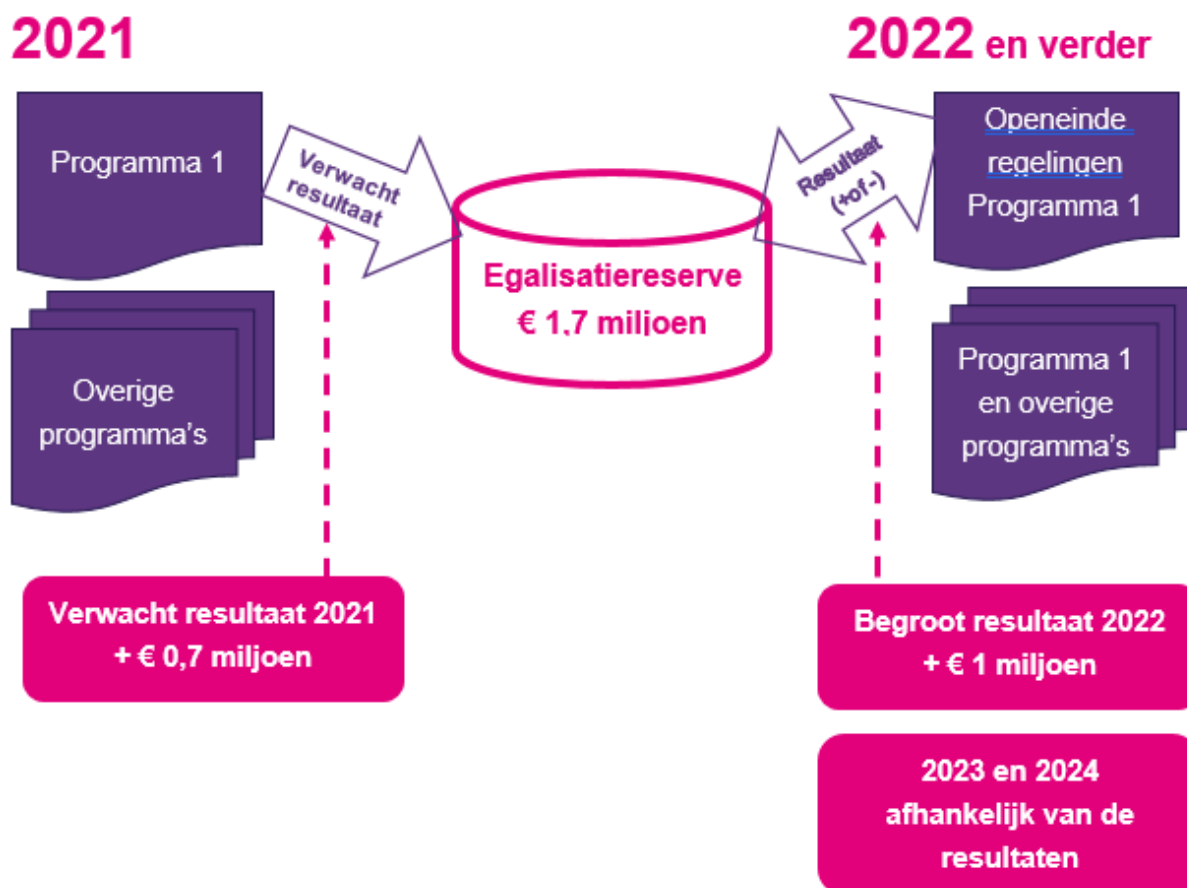 2021
2022 en verder
Programma 1
Verwacht
resultaat
Resultaat
(+of-)
Openeinde
regelingen
Programma 1
Egalisatiereserve
€ 1,7 miljoen
Overige
programma's
Programma 1
en overige
programma's
Verwacht resultaat 2021
+ € 0,7 miljoen
Begroot resultaat 2022
+ € 1 miljoen
2023 en 2024
afhankelijk van de
resultaten